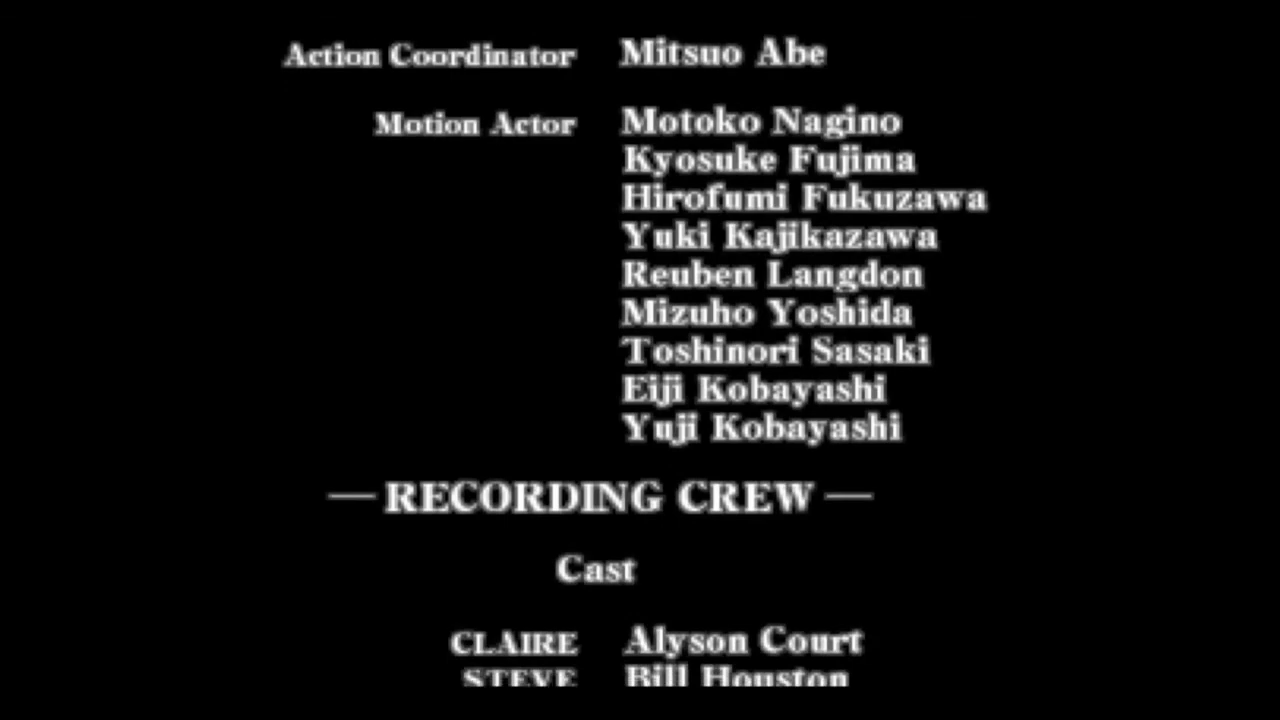 Action Coordinator Mitsuo Abe
Motion Actor Motoko Nagino
Kyosuke Fujima
Hirofumi Fukuzawa
Yuki Kajikazawa
Reuben Langdon
Mizuho Yoshida
Toshinori Sasaki
Eiji Kobayashi
Yuji Kobayashi
— RECORDING CREW —
Cast
CLAIRE Alyson Court
STEVE Bill Houston